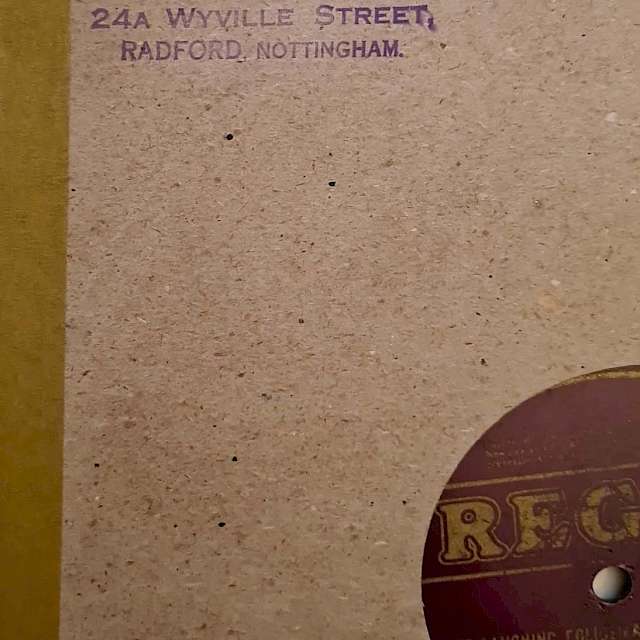 24A WYVILLE STREET,
RADFORD, NOTTINGHAM.
REG